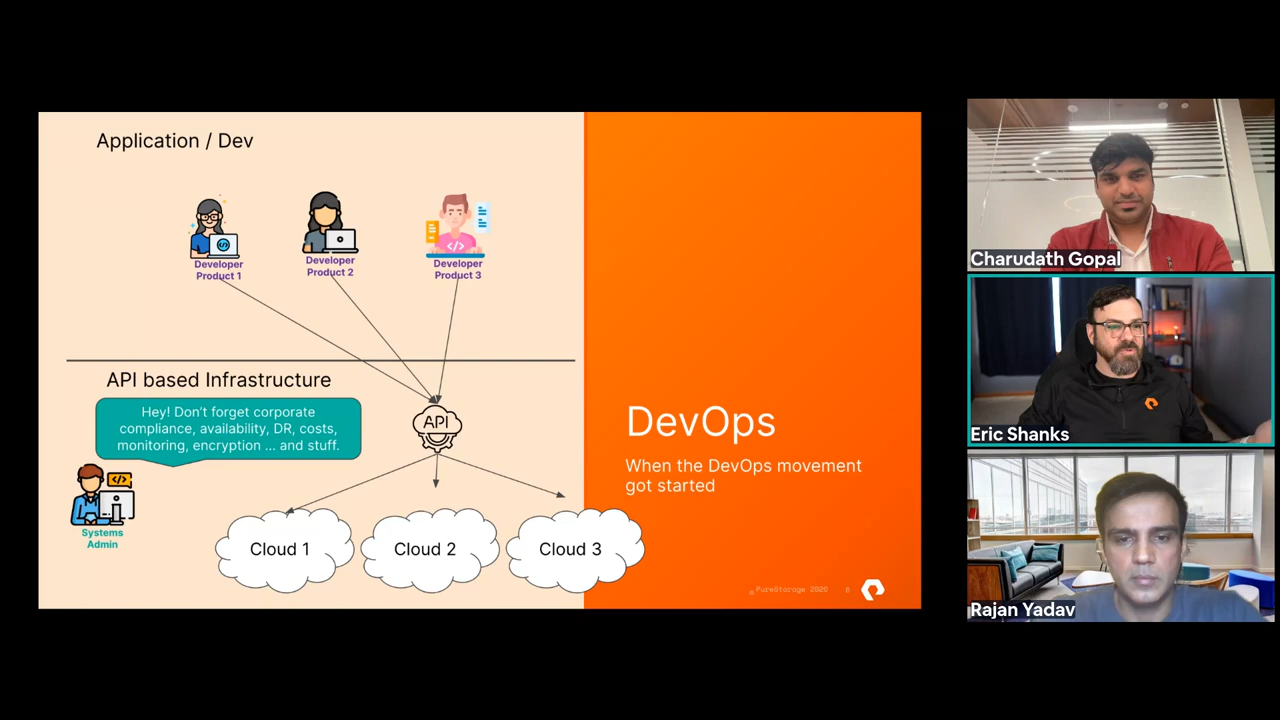 Application / Dev
Developer
Product 1
Developer
Product 2
Developer
Product 3
API based Infrastructure
Hey! Don't forget corporate
compliance, availability, DR, costs,
monitoring, encryption ... and stuff.
API
Systems
Admin
Cloud 1
Cloud 2
Cloud 3
DevOps
When the DevOps movement
got started
PureStorage 2020
Charudath Gopal
Eric Shanks
Rajan Yadav